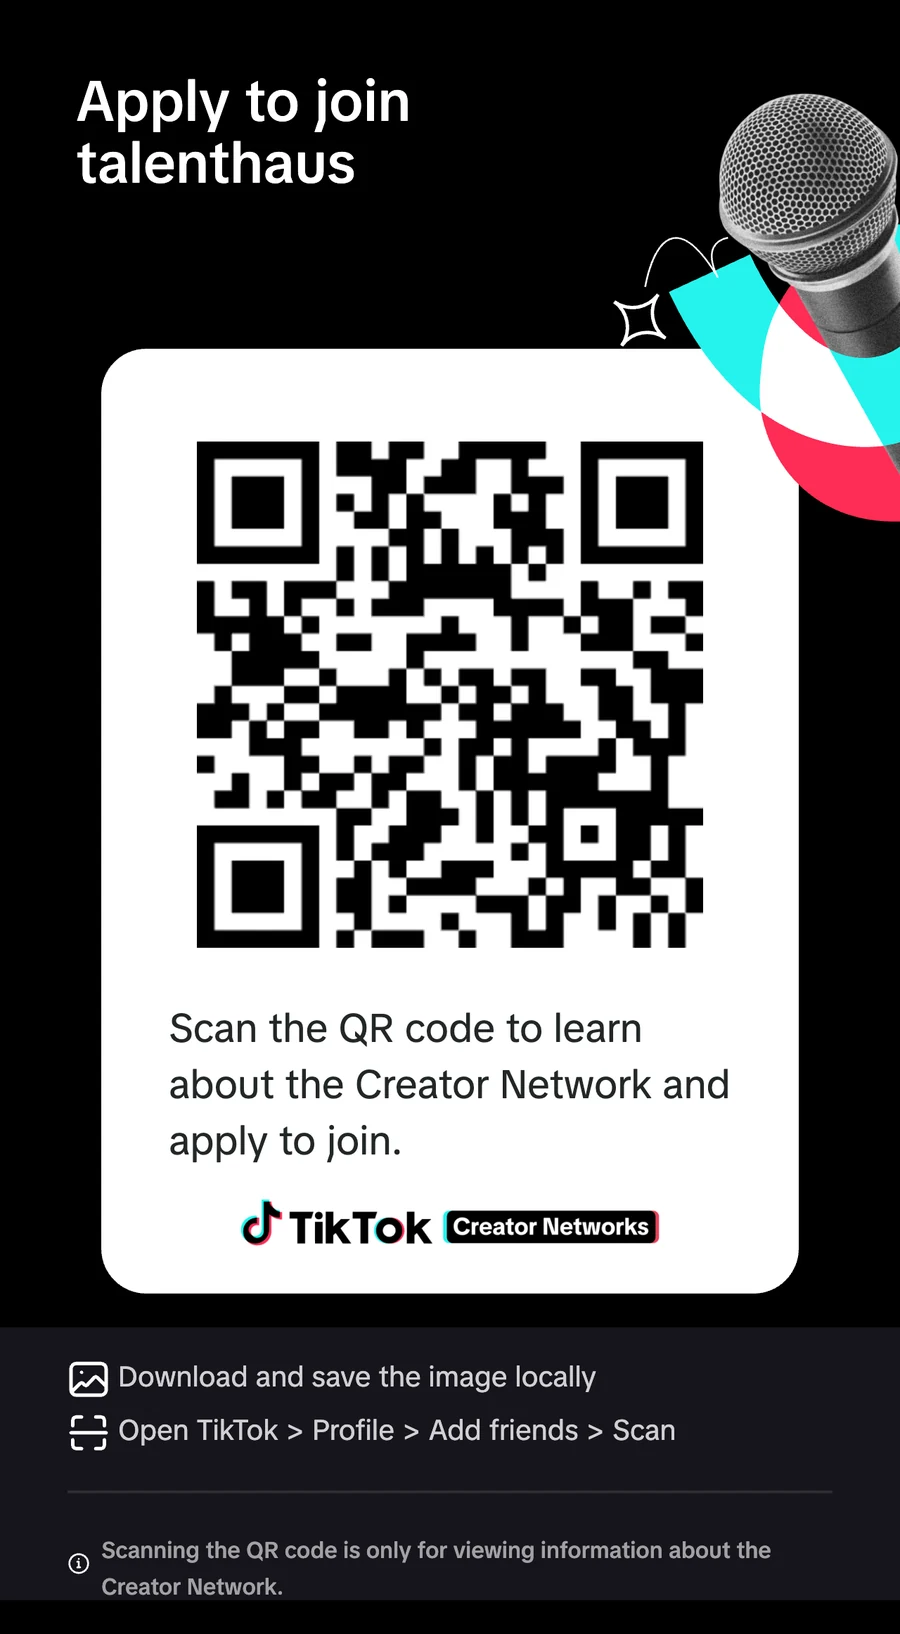 Apply to join
talenthaus
Scan the QR code to learn
about the Creator Network and
apply to join.
TikTok Creator Networks
Download and save the image locally
Open TikTok > Profile > Add friends > Scan
Scanning the QR code is only for viewing information about the
Creator Network.